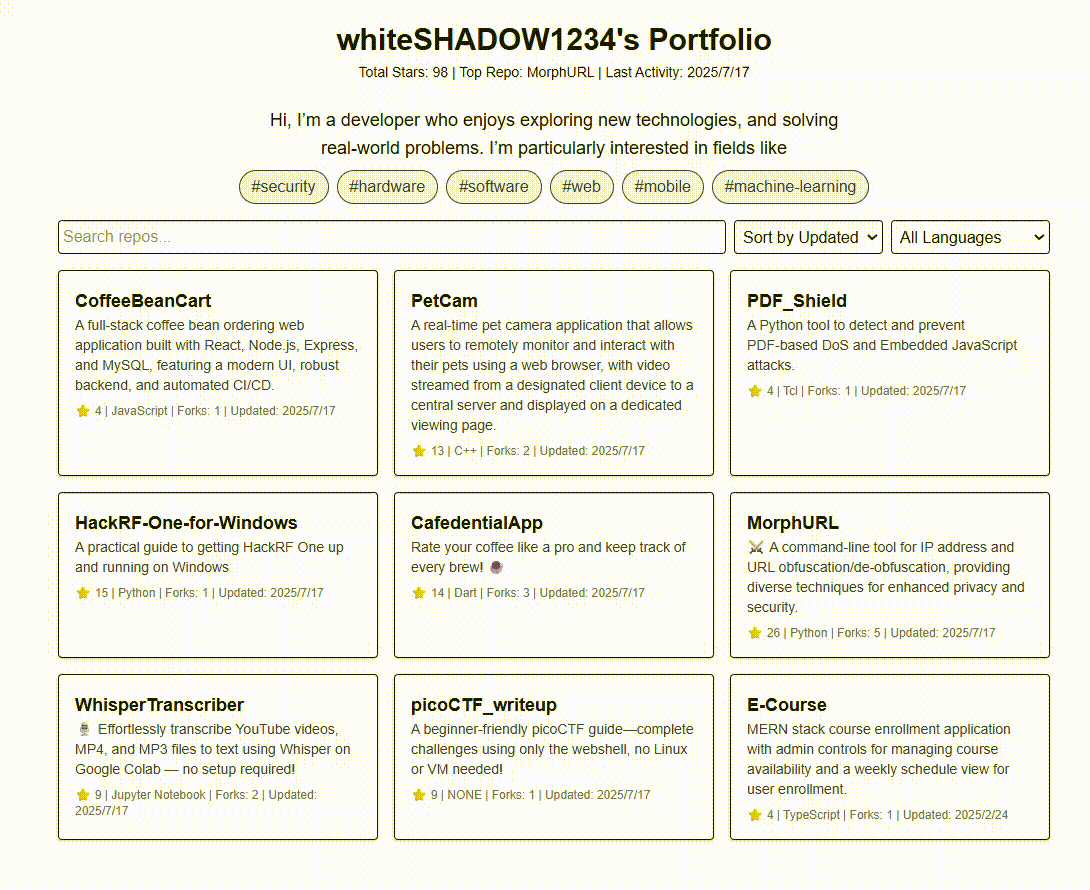 whiteSHADOW1234's Portfolio
Total Stars: 98 | Top Repo: MorphURL | Last Activity: 2025/7/17
Hi, I’m a developer who enjoys exploring new technologies, and solving
real-world problems. I’m particularly interested in fields like
#security #hardware #software #web #mobile #machine-learning
Search repos... Sort by Updated All Languages
CoffeeBeanCart
A full-stack coffee bean ordering web
application built with React, Node.js, Express,
and MySQL, featuring a modern UI, robust
backend, and automated CI/CD.
⭐ 4 | JavaScript | Forks: 1 | Updated: 2025/7/17
PetCam
A real-time pet camera application that allows
users to remotely monitor and interact with
their pets using a web browser, with video
streamed from a designated client device to a
central server and displayed on a dedicated
viewing page.
⭐ 13 | C++ | Forks: 2 | Updated: 2025/7/17
PDF_Shield
A Python tool to detect and prevent
PDF-based DoS and Embedded JavaScript
attacks.
⭐ 4 | Tcl | Forks: 1 | Updated: 2025/7/17
HackRF-One-for-Windows
A practical guide to getting HackRF One up
and running on Windows
⭐ 15 | Python | Forks: 1 | Updated: 2025/7/17
CafedentialApp
Rate your coffee like a pro and keep track of
every brew!
⭐ 14 | Dart | Forks: 3 | Updated: 2025/7/17
MorphURL
⚔️ A command-line tool for IP address and
URL obfuscation/de-obfuscation, providing
diverse techniques for enhanced privacy and
security.
⭐ 26 | Python | Forks: 5 | Updated: 2025/7/17
WhisperTranscriber
🎙️ Effortlessly transcribe YouTube videos,
MP4, and MP3 files to text using Whisper on
Google Colab — no setup required!
⭐ 9 | Jupyter Notebook | Forks: 2 | Updated:
2025/7/17
picoCTF_writeup
A beginner-friendly picoCTF guide—complete
challenges using only the webshell, no Linux
or VM needed!
⭐ 9 | NONE | Forks: 1 | Updated: 2025/7/17
E-Course
MERN stack course enrollment application
with admin controls for managing course
availability and a weekly schedule view for
user enrollment.
⭐ 4 | TypeScript | Forks: 1 | Updated: 2025/2/24